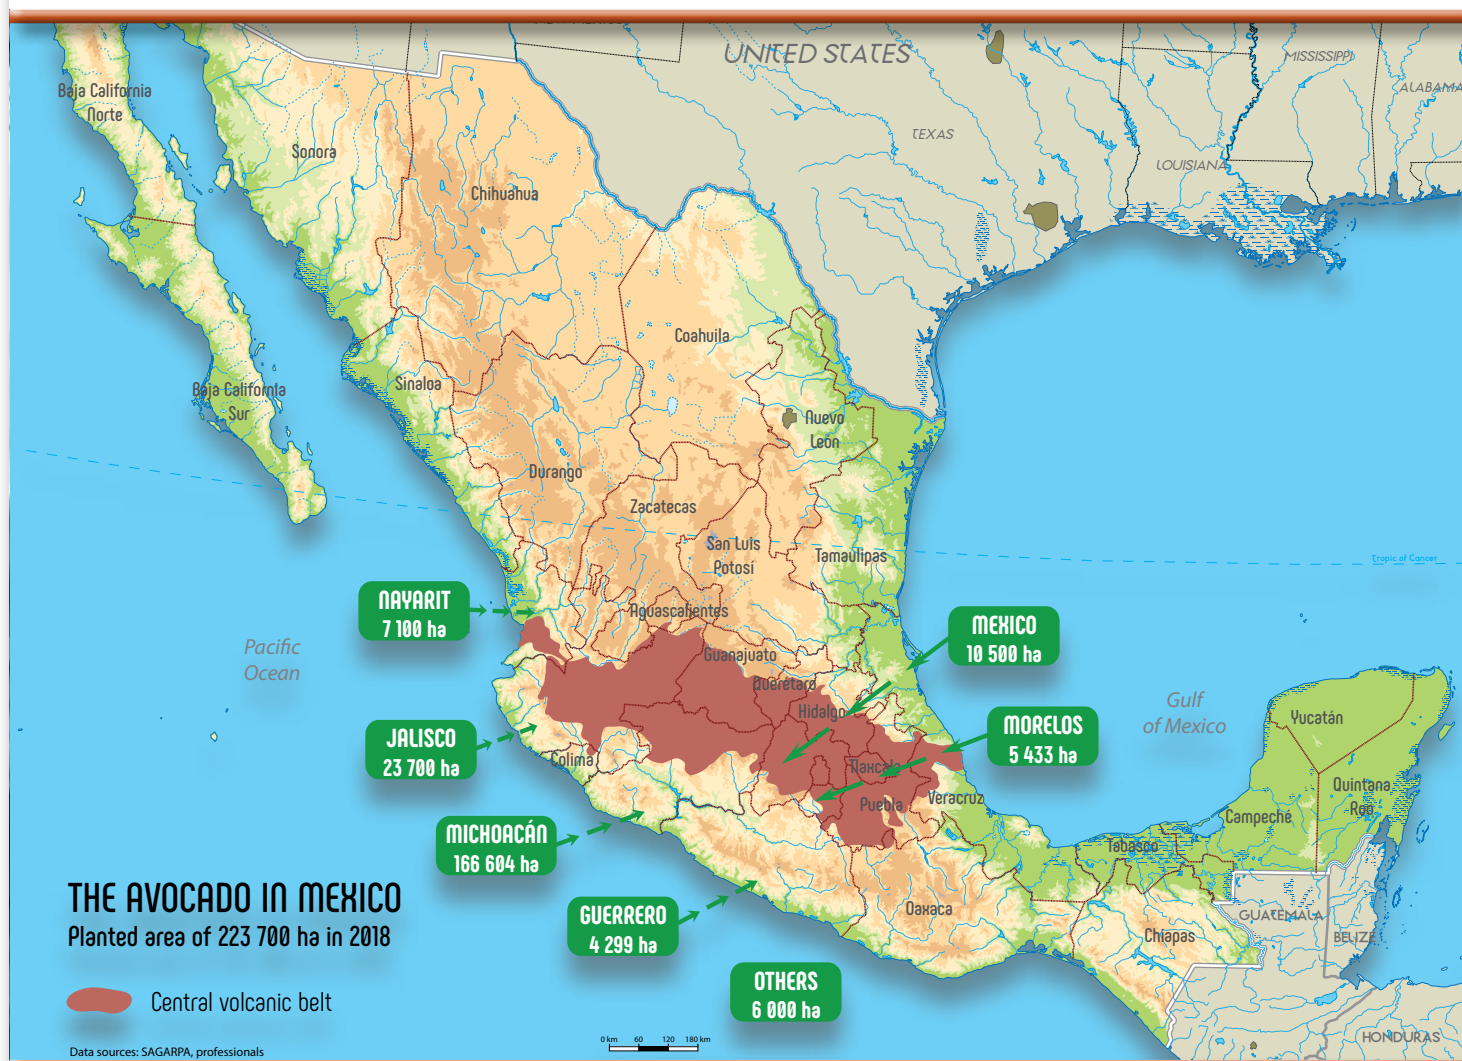 UNITED STATES
MISSISSIPPI
ALABAMA
Baja California
Norte
TEXAS
Sonora
LOUISIANA
Chihuahua
Coahuila
Sinaloa
Baja California
Sur
Nuevo
León
Durango
Zacatecas
San Luis
Potosí
Tamaulipas
Tropic of Cancer
NAYARIT
7 100 ha
Aguascalientes
MEXICO
10 500 ha
Pacific
Ocean
Guanajuato
Querétaro
Hidalgo
Gulf
of Mexico
Yucatán
JALISCO
23 700 ha
MORELOS
5 433 ha
Colima
Tlaxcala
Puebla
Veracruz
Quintana
Roo
Campeche
MICHOACÁN
166 604 ha
Tabasco
THE AVOCADO IN MEXICO
Planted area of 223 700 ha in 2018
GUERRERO
4 299 ha
Oaxaca
Chiapas
GUATEMALA
BELIZE
OTHERS
6 000 ha
Central volcanic belt
0 km 60 120 180 km
HONDURAS
Data sources: SAGARPA, professionals